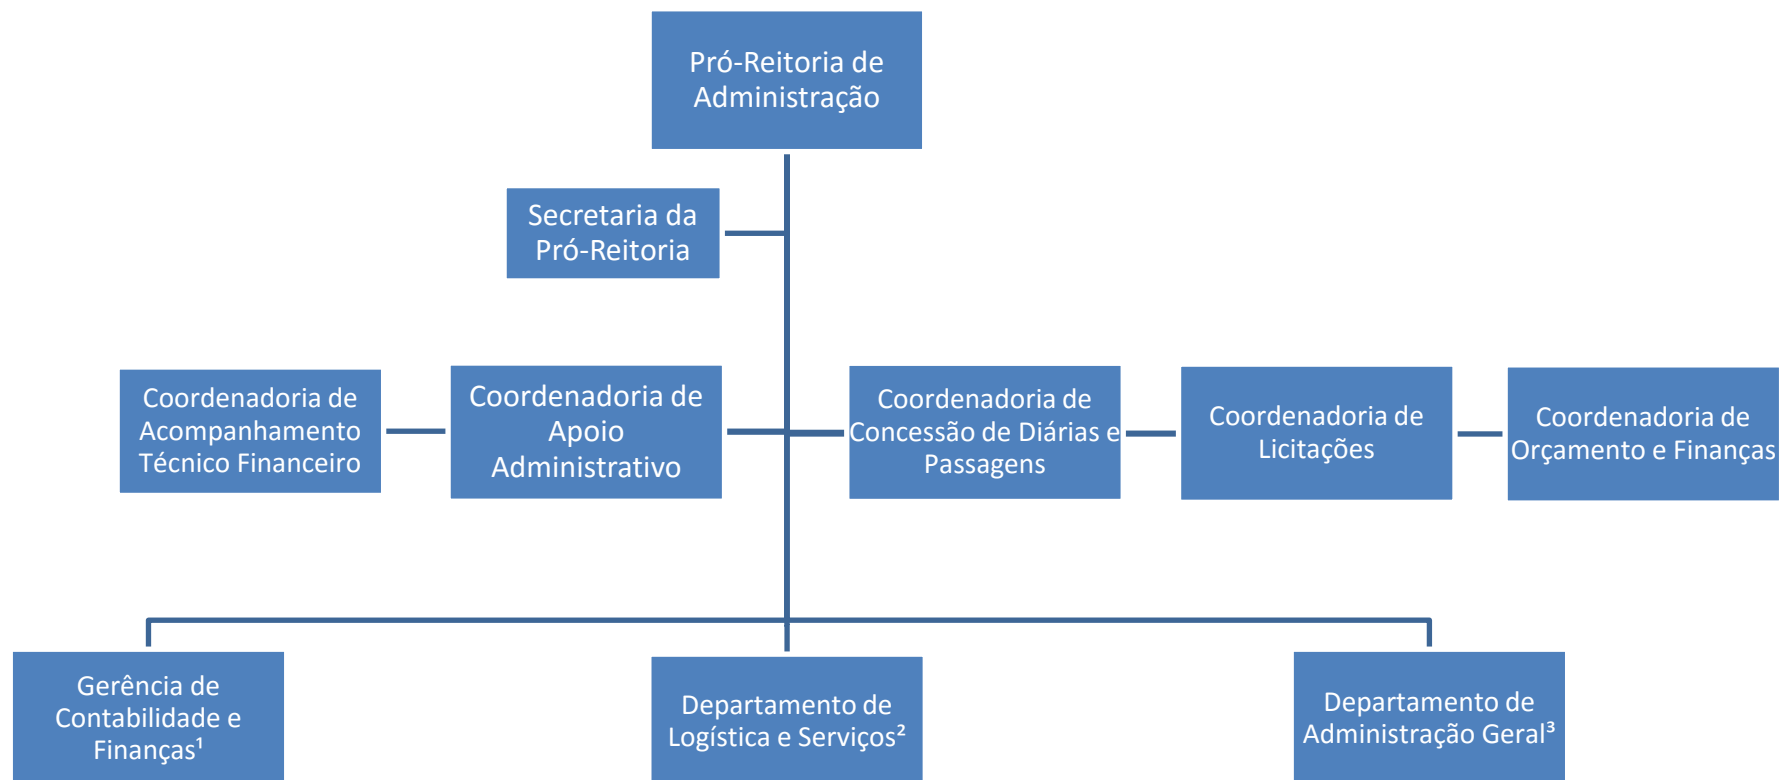 Pró-Reitoria de
Administração
Secretaria da
Pró-Reitoria
Coordenadoria de
Acompanhamento
Técnico Financeiro
Coordenadoria de
Apoio
Administrativo
Coordenadoria de
Concessão de Diárias e
Passagens
Coordenadoria de
Licitações
Coordenadoria de
Orçamento e Finanças
Gerência de
Contabilidade e
Finanças¹
Departamento de
Logística e Serviços²
Departamento de
Administração Geral³